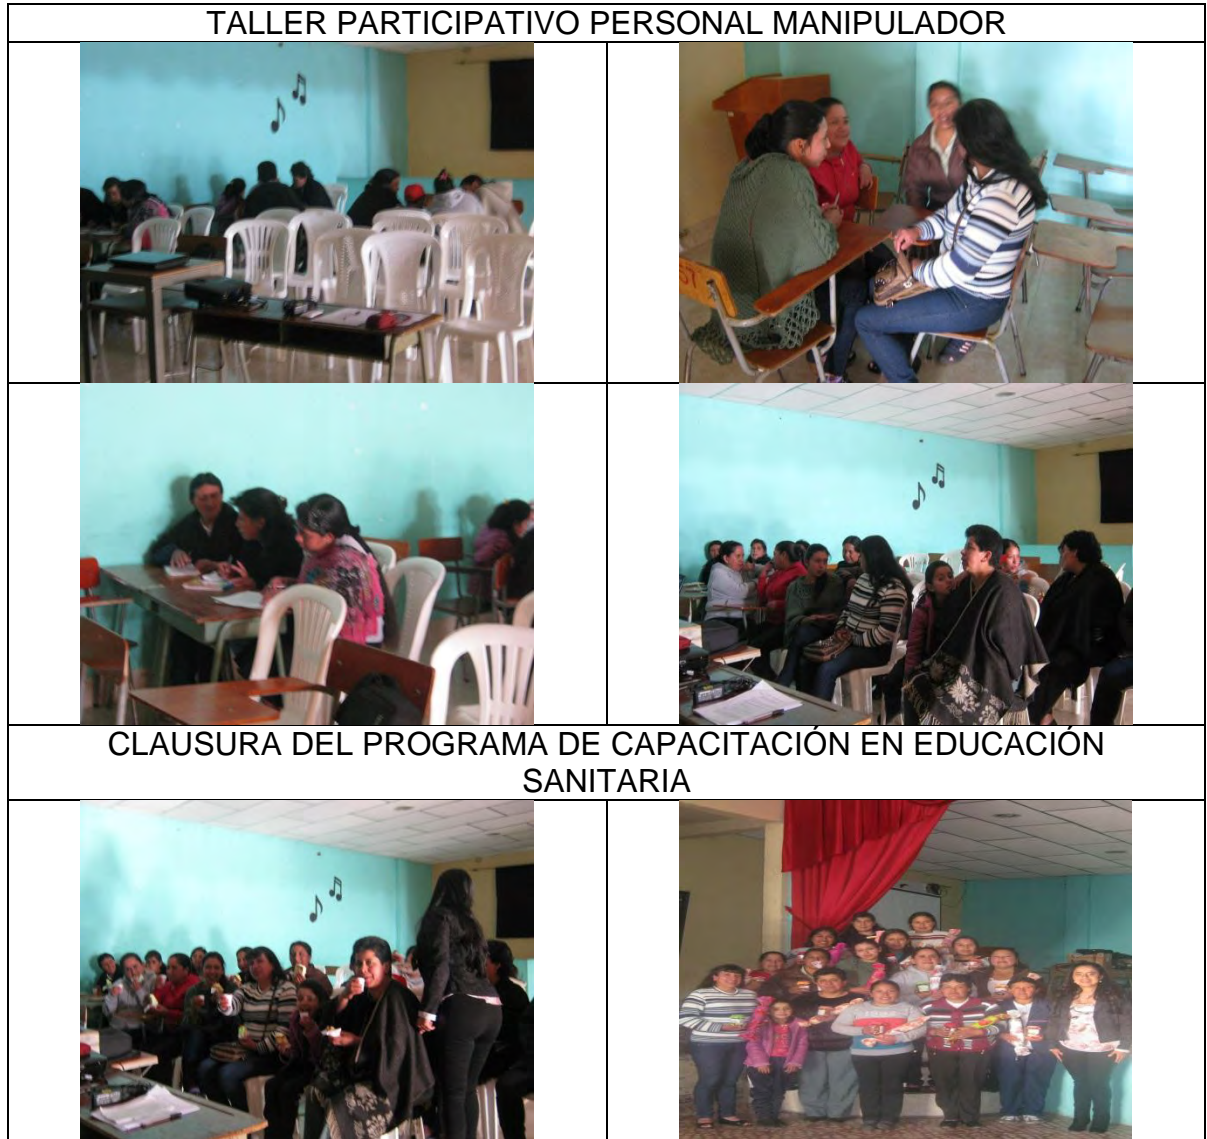 TALLER PARTICIPATIVO PERSONAL MANIPULADOR
CLAUSURA DEL PROGRAMA DE CAPACITACIÓN EN EDUCACIÓN
SANITARIA